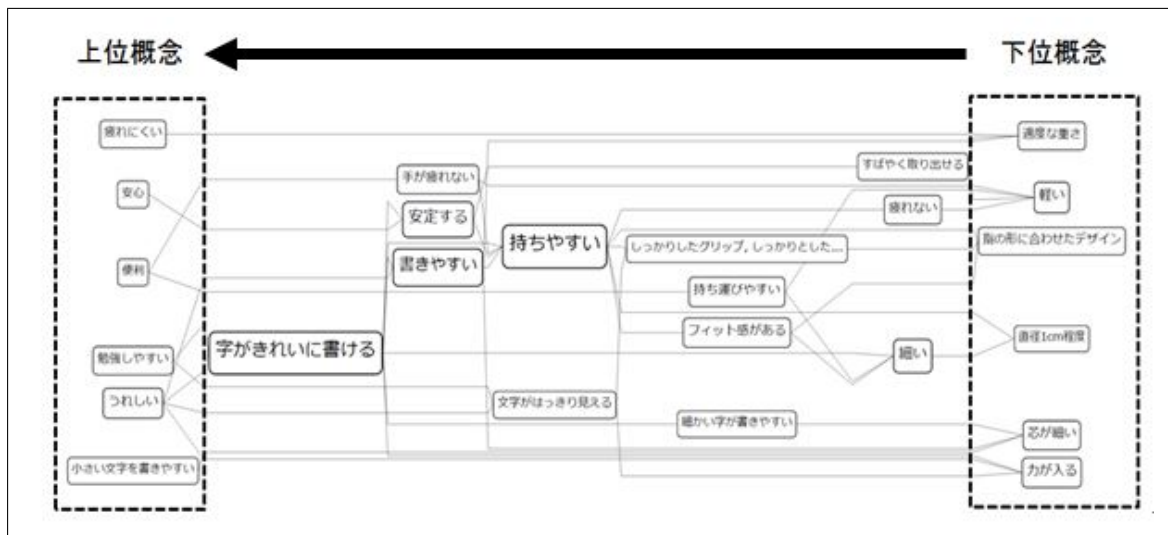 上位概念
下位概念
疲れにくい
適度な重さ
すばやく取り出せる
手が疲れない
安心
軽い
疲れない
安定する
持ちやすい
指の形に合わせたデザイン
しっかりしたグリップ，しっかりとした...
書きやすい
便利
持ち運びやすい
フィット感がある
直径1cm程度
字がきれいに書ける
細い
勉強しやすい
うれしい
文字がはっきり見える
細かい字が書きやすい
芯が細い
小さい文字を書きやすい
力が入る